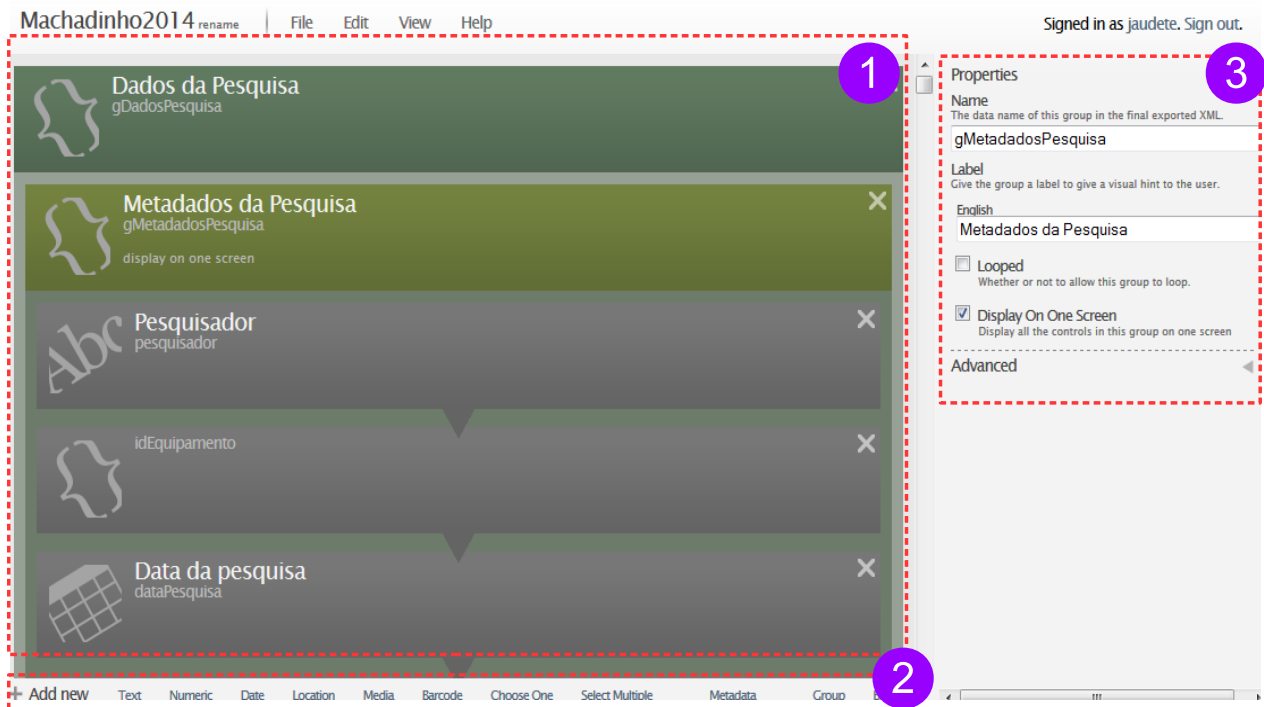 Machadinho2014 rename File Edit View Help Signed in as jaudete. Sign out.
1
Dados da Pesquisa
gDadosPesquisa
Metadados da Pesquisa
gMetadadosPesquisa
display on one screen
Abc
Pesquisador
pesquisador
idEquipamento
Data da pesquisa
dataPesquisa
2
+ Add new Text Numeric Date Location Media Barcode Choose One Select Multiple Metadata Group
3
Properties
Name
The data name of this group in the final exported XML.
gMetadadosPesquisa
Label
Give the group a label to give a visual hint to the user.
English
Metadados da Pesquisa
Looped
Whether or not to allow this group to loop.
Display On One Screen
Display all the controls in this group on one screen
Advanced